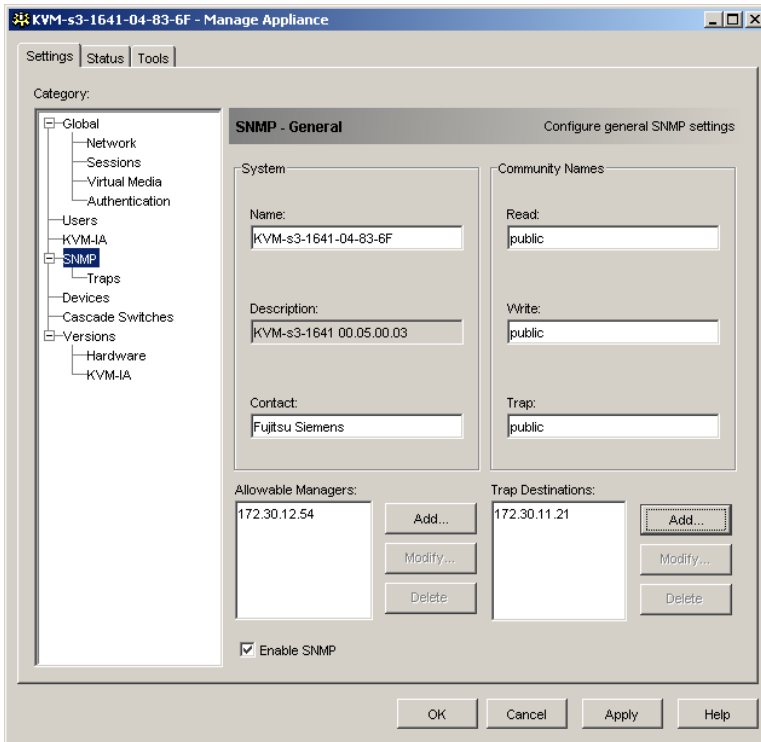 KVM-s3-1641-04-83-6F - Manage Appliance
Settings Status Tools
Category:
Global
Network
Sessions
Virtual Media
Authentication
Users
KVM-IA
SNMP
Traps
Devices
Cascade Switches
Versions
Hardware
KVM-IA
SNMP - General Configure general SNMP settings
System
Name:
KVM-s3-1641-04-83-6F
Description:
KVM-s3-1641 00.05.00.03
Contact:
Fujitsu Siemens
Community Names
Read:
public
Write:
public
Trap:
public
Allowable Managers:
172.30.12.54
Add...
Modify...
Delete
Trap Destinations:
172.30.11.21
Add...
Modify...
Delete
Enable SNMP
OK Cancel Apply Help